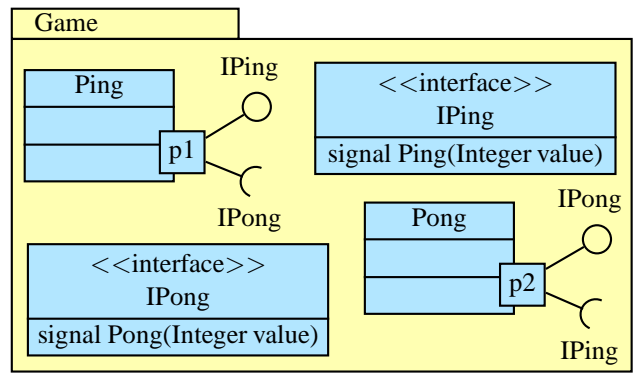 Game
Ping
IPing
p1
IPong
<<interface>>
IPing
signal Ping(Integer value)
<<interface>>
IPong
signal Pong(Integer value)
Pong
IPong
p2
IPing